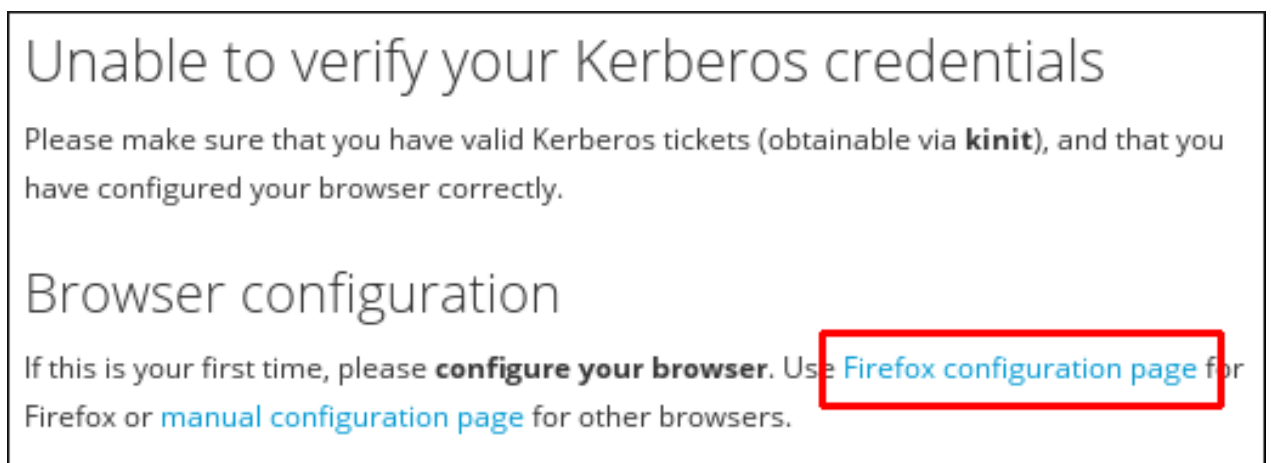 Unable to verify your Kerberos credentials
Please make sure that you have valid Kerberos tickets (obtainable via kinit), and that you
have configured your browser correctly.
Browser configuration
If this is your first time, please configure your browser. Use Firefox configuration page for
Firefox or manual configuration page for other browsers.